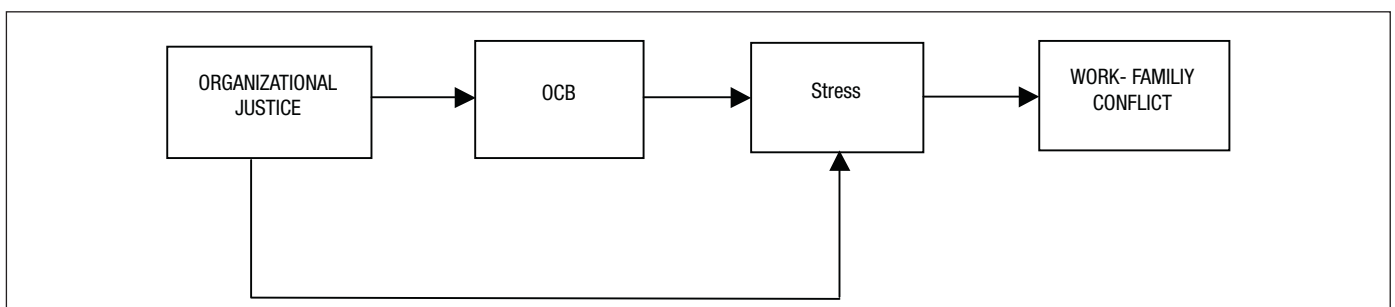 ORGANIZATIONAL
JUSTICE
OCB
Stress
WORK- FAMILIY
CONFLICT